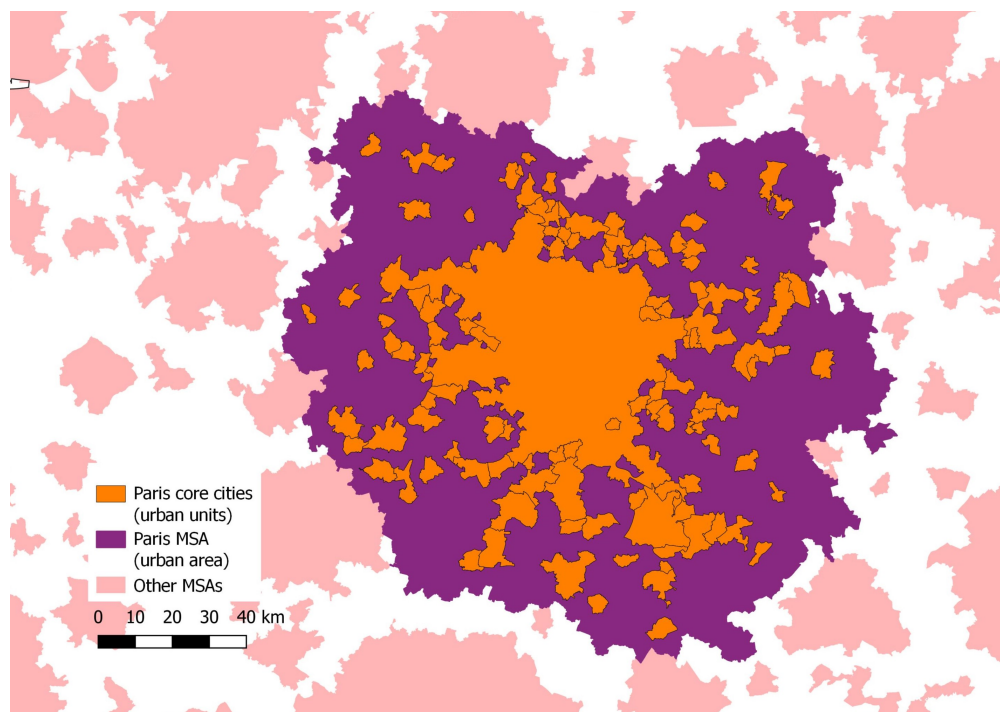 Paris core cities
(urban units)
Paris MSA
(urban area)
Other MSAs
0 10 20 30 40 km